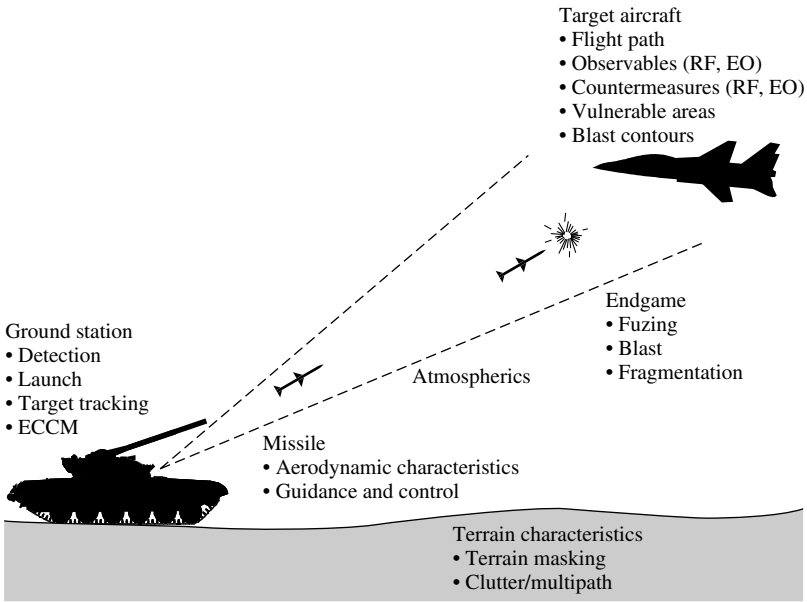 Target aircraft
• Flight path
• Observables (RF, EO)
• Countermeasures (RF, EO)
• Vulnerable areas
• Blast contours
Endgame
• Fuzing
• Blast
• Fragmentation
Ground station
• Detection
• Launch
• Target tracking
• ECCM
Atmospherics
Missile
• Aerodynamic characteristics
• Guidance and control
Terrain characteristics
• Terrain masking
• Clutter/multipath